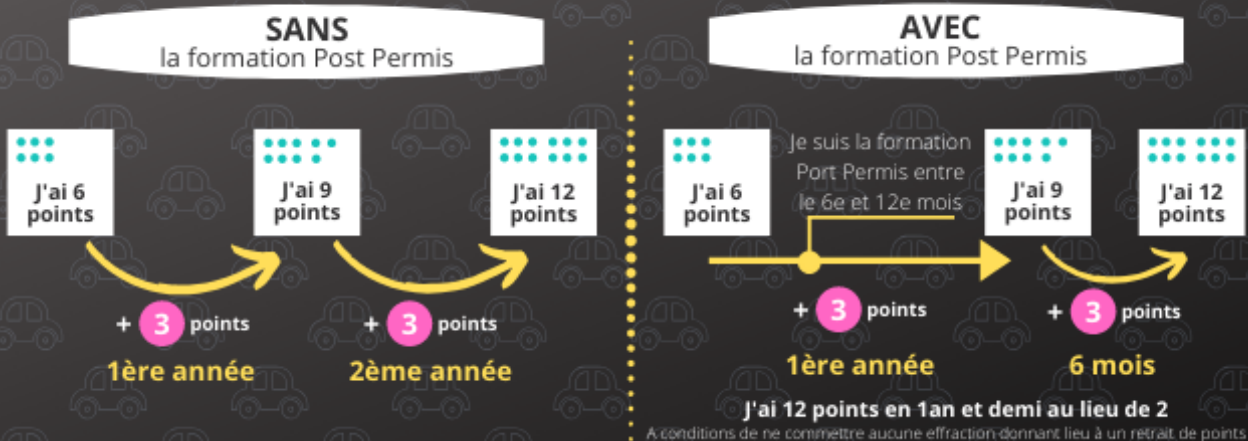 SANS
la formation Post Permis
J'ai 6
points
J'ai 9
points
J'ai 12
points
+ 3 points
1ère année
+ 3 points
2ème année
AVEC
la formation Post Permis
J'ai 6
points
Je suis la formation
Port Permis entre
le 6e et 12e mois
J'ai 9
points
J'ai 12
points
+ 3 points
1ère année
+ 3 points
6 mois
J'ai 12 points en 1an et demi au lieu de 2
A conditions de ne commettre aucune effraction donnant lieu à un retrait de points